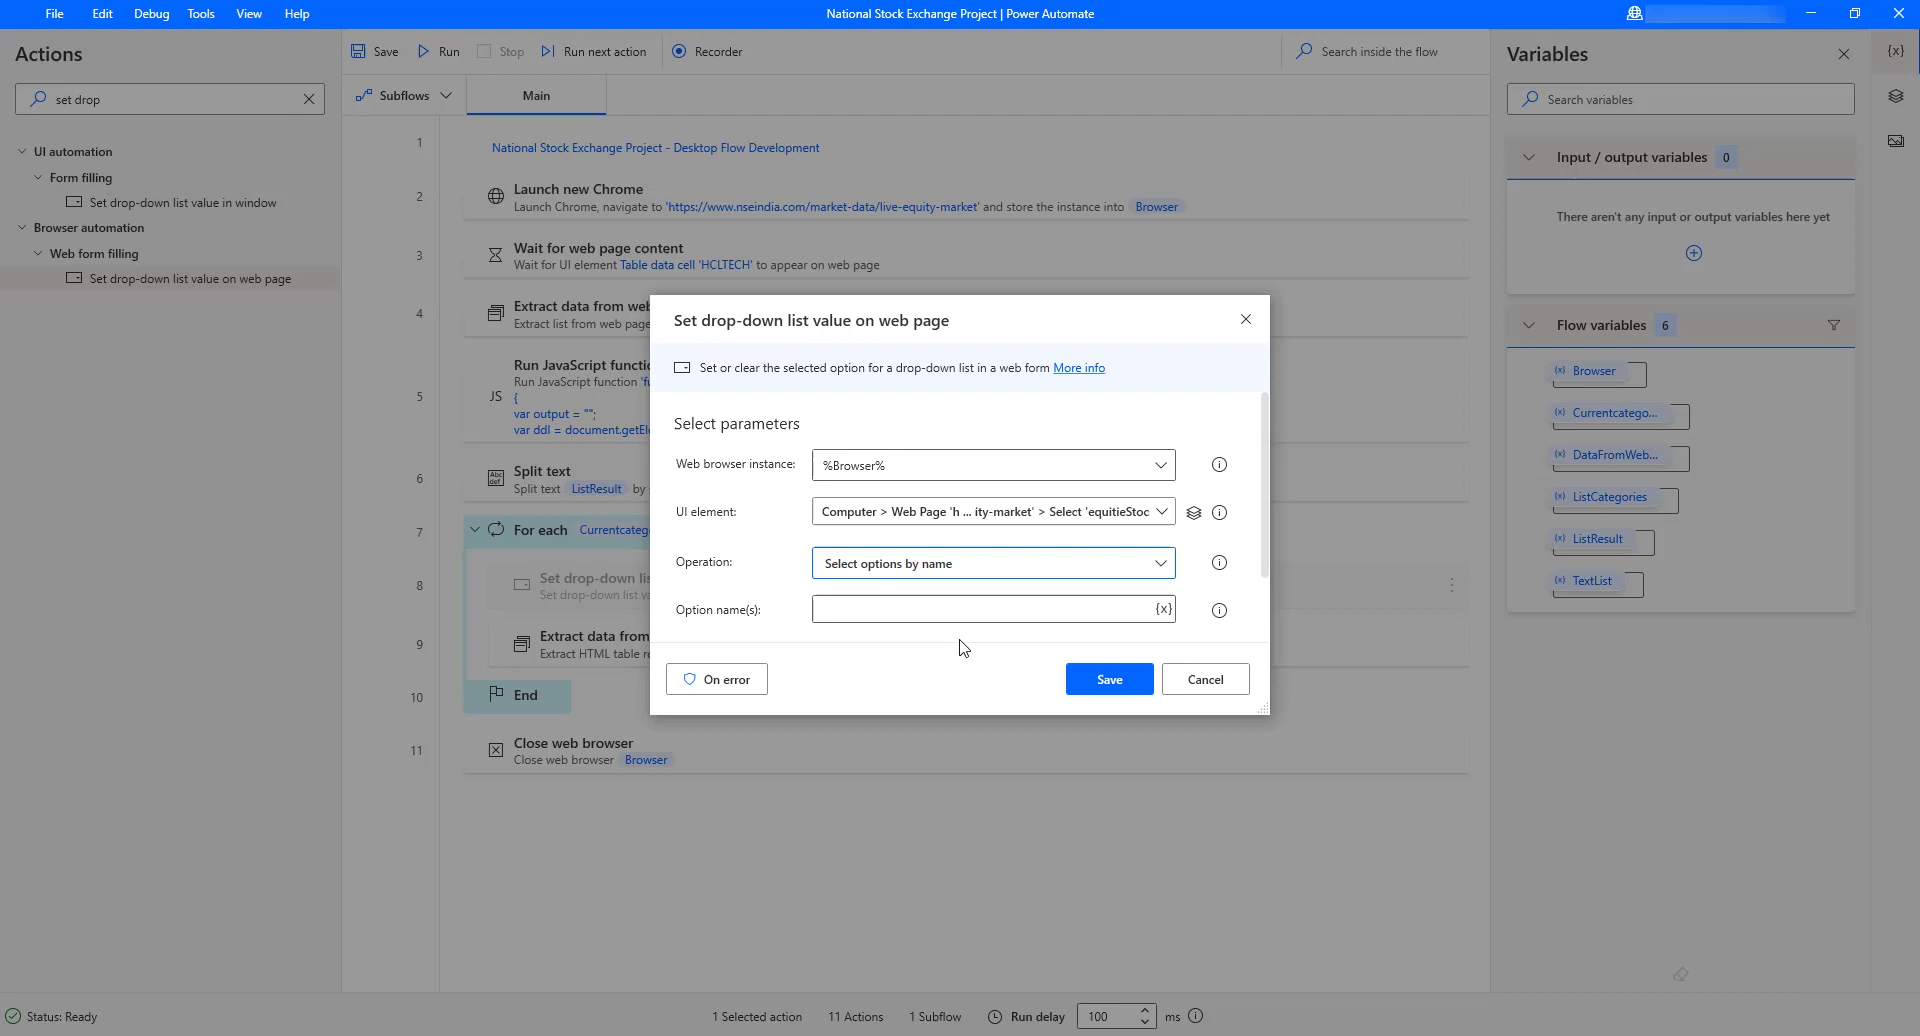 File Edit Debug Tools View Help
National Stock Exchange Project | Power Automate
Actions
set drop
UI automation
Form filling
Set drop-down list value in window
Browser automation
Web form filling
Set drop-down list value on web page
Save Run Stop Run next action Recorder
Search inside the flow
Subflows Main
1 National Stock Exchange Project - Desktop Flow Development
2 Launch new Chrome
Launch Chrome, navigate to 'https://www.nseindia.com/market-data/live-equity-market' and store the instance into Browser
3 Wait for web page content
Wait for UI element Table data cell 'HCLTECH' to appear on web page
4 Extract data from web
Extract list from web page
5 Run JavaScript functio
Run JavaScript function 'fu
JS {
var output = "";
var ddl = document.getEle
6 Split text
Abc def
Split text ListResult by
7 For each Currentcatego
8 Set drop-down lis
Set drop-down list va
9 Extract data from
Extract HTML table re
10 End
11 Close web browser
Close web browser Browser
Set drop-down list value on web page
Set or clear the selected option for a drop-down list in a web form More info
Select parameters
Web browser instance: %Browser%
UI element: Computer > Web Page 'h ... ity-market' > Select 'equitieStoc
Operation: Select options by name
Option name(s): {x}
On error Save Cancel
Variables
{x}
Search variables
Input / output variables 0
There aren't any input or output variables here yet
Flow variables 6
(x) Browser
(x) Currentcatego...
(x) DataFromWeb...
(x) ListCategories
(x) ListResult
(x) TextList
Status: Ready
1 Selected action 11 Actions 1 Subflow Run delay 100 ms